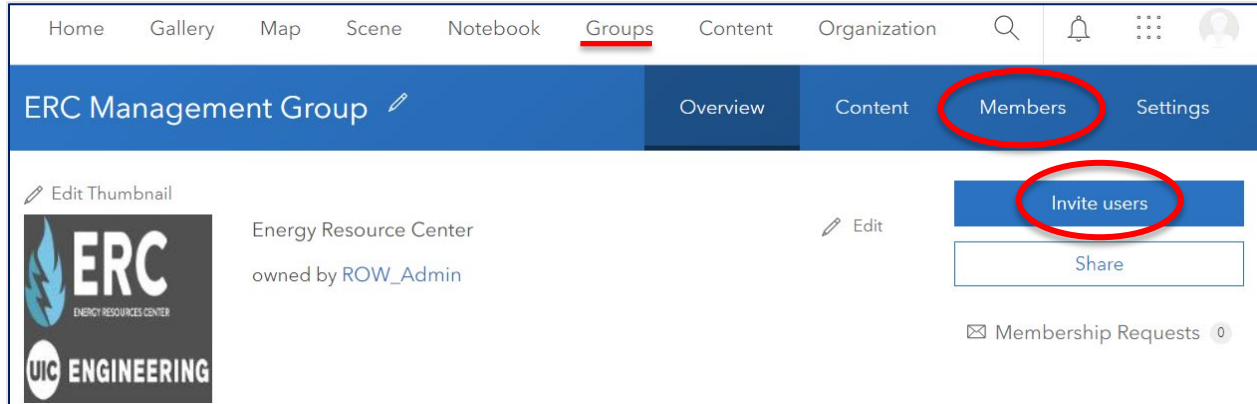 Home Gallery Map Scene Notebook Groups Content Organization
ERC Management Group Overview Content Members Settings
Edit Thumbnail
ERC
ENERGY RESOURCES CENTER
UIC ENGINEERING
Energy Resource Center
owned by ROW_Admin
Edit
Invite users
Share
Membership Requests 0